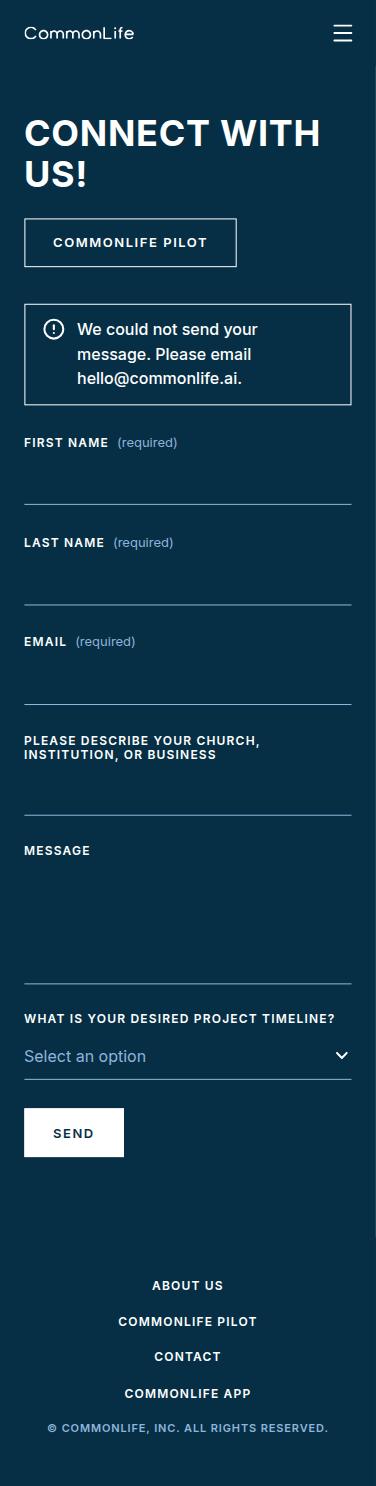 CommonLife
CONNECT WITH
US!
COMMONLIFE PILOT
We could not send your
message. Please email
hello@commonlife.ai.
FIRST NAME (required)
LAST NAME (required)
EMAIL (required)
PLEASE DESCRIBE YOUR CHURCH,
INSTITUTION, OR BUSINESS
MESSAGE
WHAT IS YOUR DESIRED PROJECT TIMELINE?
Select an option
SEND
ABOUT US
COMMONLIFE PILOT
CONTACT
COMMONLIFE APP
© COMMONLIFE, INC. ALL RIGHTS RESERVED.